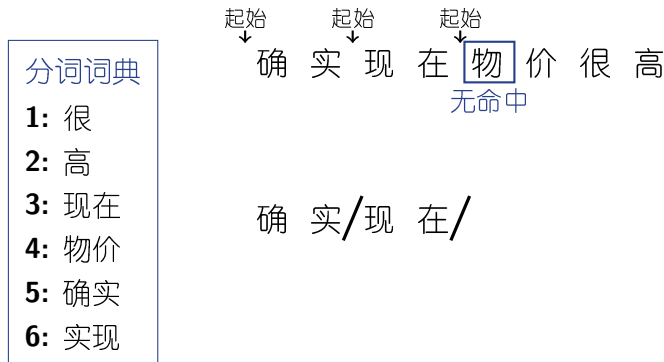 起始 起始 起始
确 实 现 在 物 价 很 高
无命中
分词词典
1: 很
2: 高
3: 现在
4: 物价
5: 确实
6: 实现
确 实/现 在/